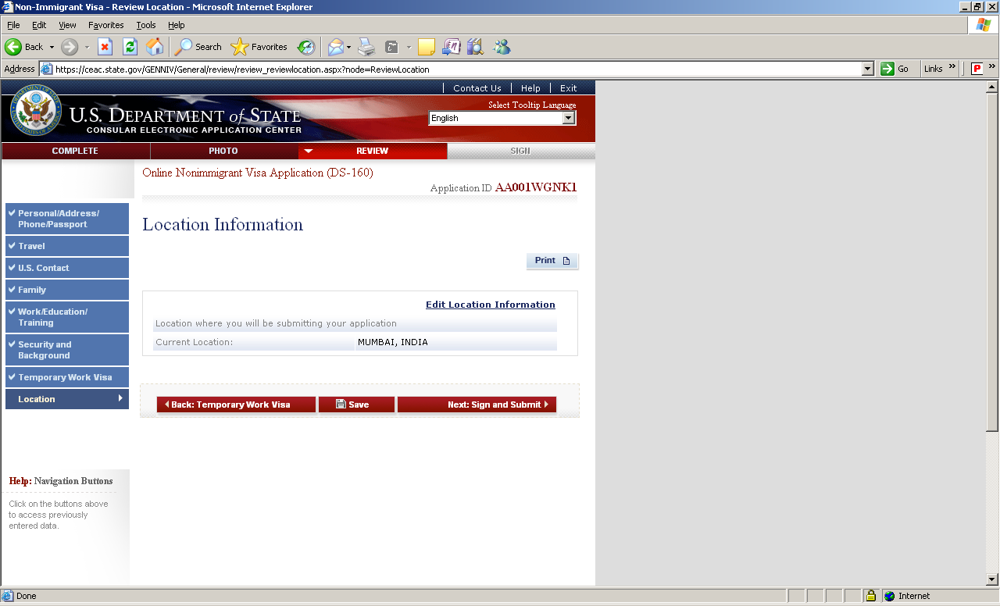 Non-Immigrant Visa - Review Location - Microsoft Internet Explorer
File Edit View Favorites Tools Help
Back Search Favorites
Address https://ceac.state.gov/GENNIV/General/review/review_reviewlocation.aspx?node=ReviewLocation Go Links »
Contact Us Help Exit
Select Tooltip Language
U.S. DEPARTMENT of STATE
English
CONSULAR ELECTRONIC APPLICATION CENTER
COMPLETE PHOTO REVIEW SIGN
Online Nonimmigrant Visa Application (DS-160)
Application ID AA001WGNK1
Personal/Address/
Phone/Passport
Travel
U.S. Contact
Family
Work/Education/
Training
Security and
Background
Temporary Work Visa
Location
Location Information
Print
Edit Location Information
Location where you will be submitting your application
Current Location: MUMBAI, INDIA
Back: Temporary Work Visa Save Next: Sign and Submit
Help: Navigation Buttons
Click on the buttons above
to access previously
entered data.
Done Internet